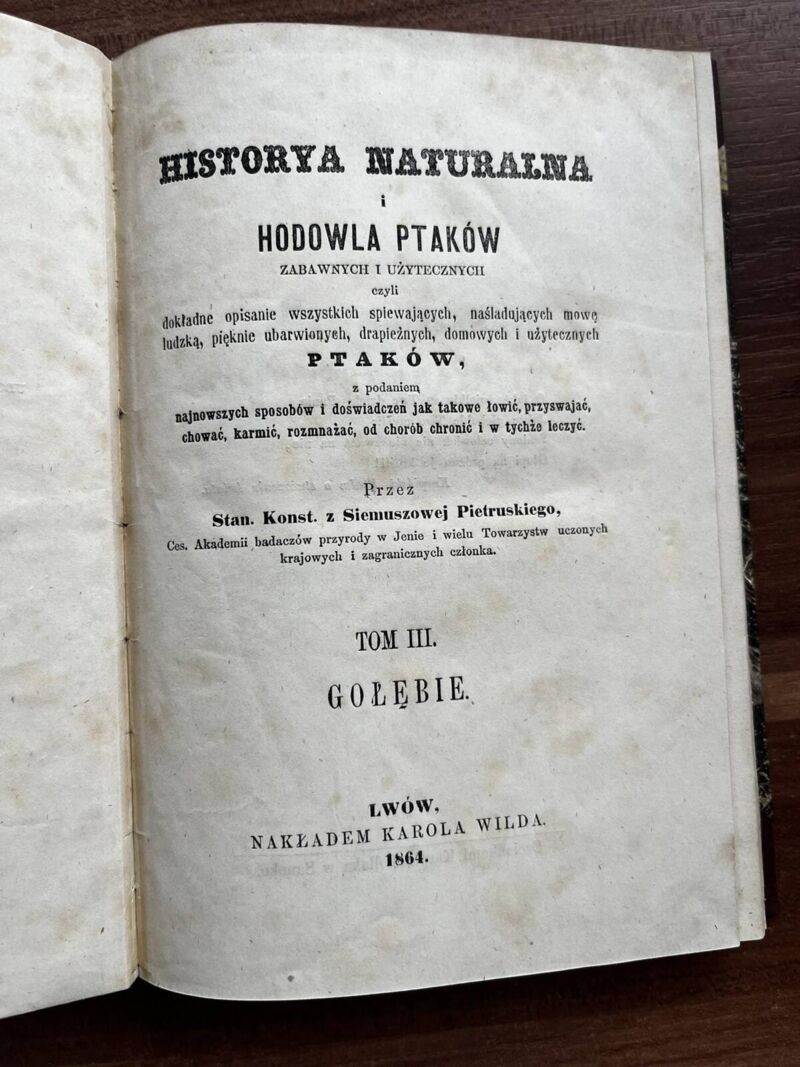 HISTORYA NATURALNA
i
HODOWLA PTAKÓW
ZABAWNYCH I UŻYTECZNYCH
czyli
dokładne opisanie wszystkich spiewających, naśladujących mowę
ludzką, pięknie ubarwionych, drapieżnych, domowych i użytecznych
PTAKÓW,
z podaniem
najnowszych sposobów i doświadczeń jak takowe łowić, przyswajać,
chować, karmić, rozmnażać, od chorób chronić i w tychże leczyć.
Przez
Stan. Konst. z Siemuszowej Pietruskiego,
Ces. Akademii badaczów przyrody w Jenie i wielu Towarzystw uczonych
krajowych i zagranicznych członka.
TOM III.
GOŁĘBIE.
LWÓW,
NAKŁADEM KAROLA WILDA.
1864.